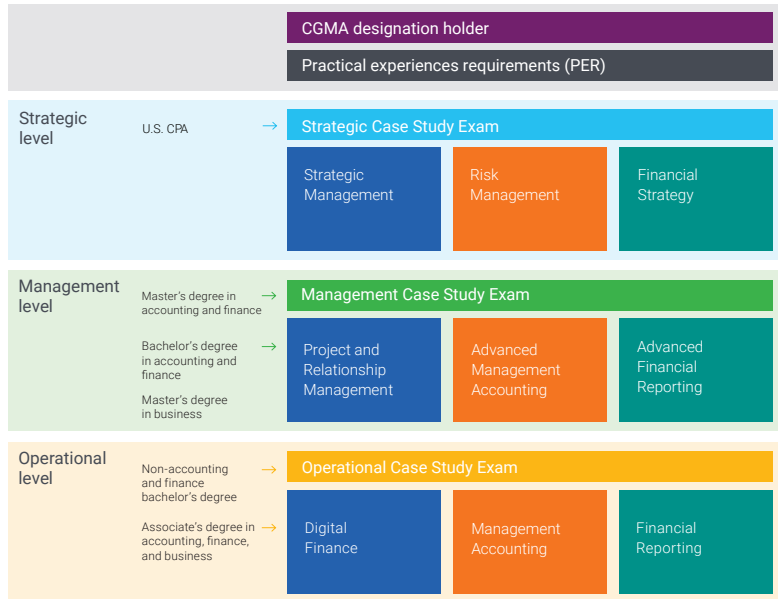 CGMA designation holder
Practical experiences requirements (PER)
Strategic
level
U.S. CPA
Strategic Case Study Exam
Strategic
Management
Risk
Management
Financial
Strategy
Management
level
Master's degree in
accounting and finance
Management Case Study Exam
Bachelor's degree
in accounting and
finance
Master's degree
in business
Project and
Relationship
Management
Advanced
Management
Accounting
Advanced
Financial
Reporting
Operational
level
Non-accounting
and finance
bachelor's degree
Operational Case Study Exam
Associate's degree in
accounting, finance,
and business
Digital
Finance
Management
Accounting
Financial
Reporting